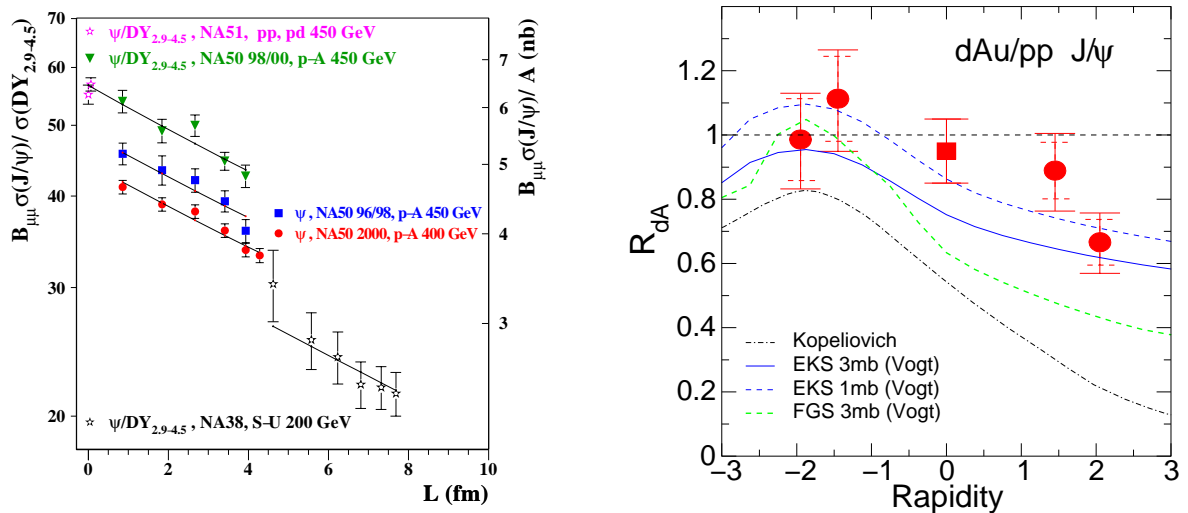 ψ/DY2.9-4.5 , NA51, pp, pd 450 GeV
ψ/DY2.9-4.5 , NA50 98/00, p-A 450 GeV
ψ , NA50 96/98, p-A 450 GeV
ψ , NA50 2000, p-A 400 GeV
ψ/DY2.9-4.5 , NA38, S-U 200 GeV
Bμμ σ(J/ψ)/ σ(DY2.9-4.5)
60
50
40
30
20
0
2
4
6
8
10
L (fm)
Bμμ σ(J/ψ)/ A (nb)
7
6
5
4
3
dAu/pp J/ψ
RdA
1.2
1
0.8
0.6
0.4
0.2
0
Kopeliovich
EKS 3mb (Vogt)
EKS 1mb (Vogt)
FGS 3mb (Vogt)
−3
−2
−1
0
1
2
3
Rapidity